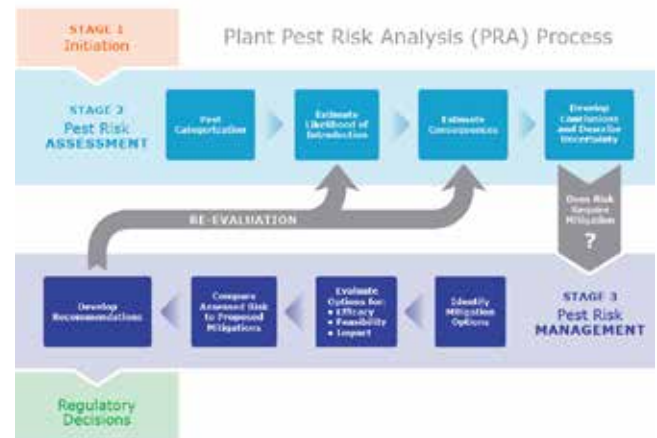 STAGE 1
Initiation
Plant Pest Risk Analysis (PRA) Process
STAGE 2
Pest Risk
ASSESSMENT
Pest
Categorization
Estimate
Likelihood of
Introduction
Estimate
Consequences
Develop
Conclusions
and Describe
Uncertainty
Does Risk
Require
Mitigation
?
RE-EVALUATION
Develop
Recommendations
Compare
Assessed Risk
to Proposed
Mitigations
Evaluate
Options for:
• Efficacy
• Feasibility
• Impact
Identify
Mitigation
Options
STAGE 3
Pest Risk
MANAGEMENT
Regulatory
Decisions